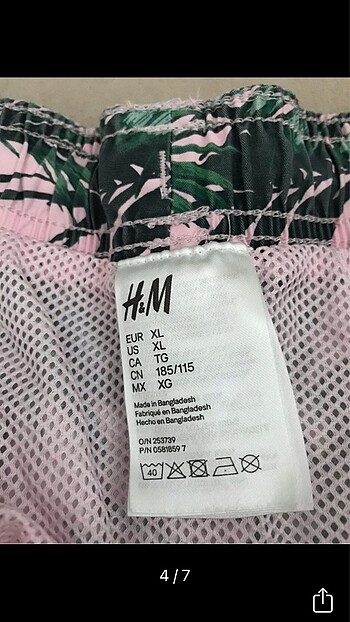 H&M
EUR XL
US XL
CA TG
CN 185/115
MX XG
Made in Bangladesh
Fabriqué en Bangladesh
Hecho en Bangladesh
O/N 253739
P/N 0581859 7
40
4 / 7